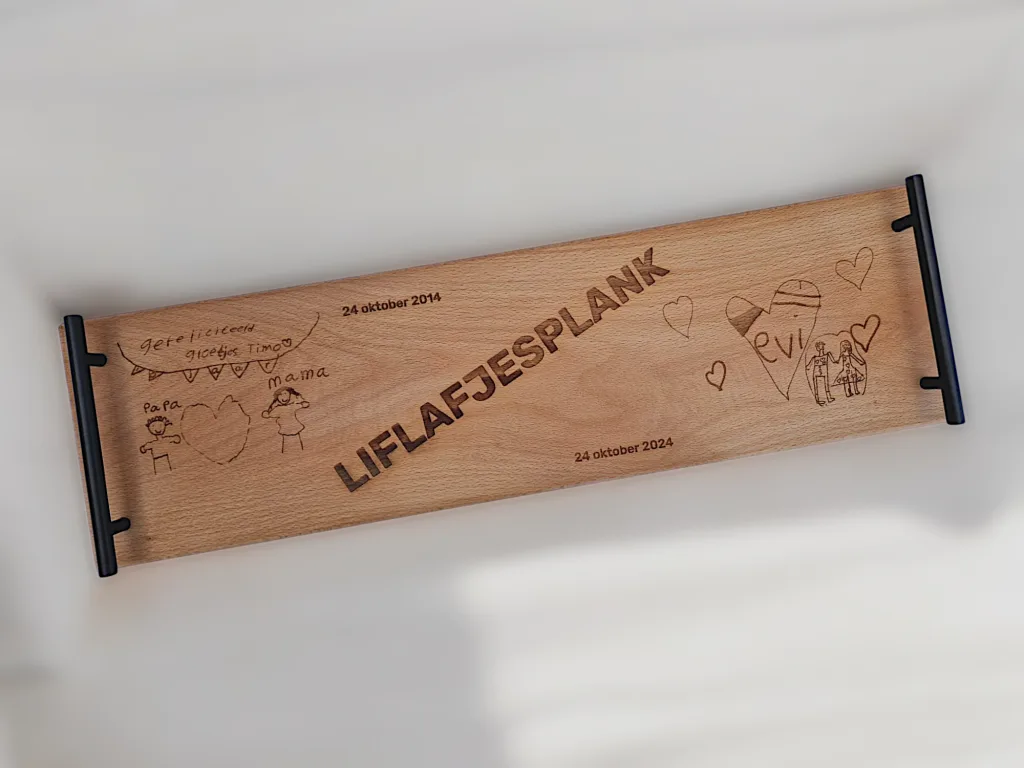 24 oktober 2014
gefeliciteerd
groetjes Timo
Papa
mama
LIFLAFJESPLANK
evi
24 oktober 2024